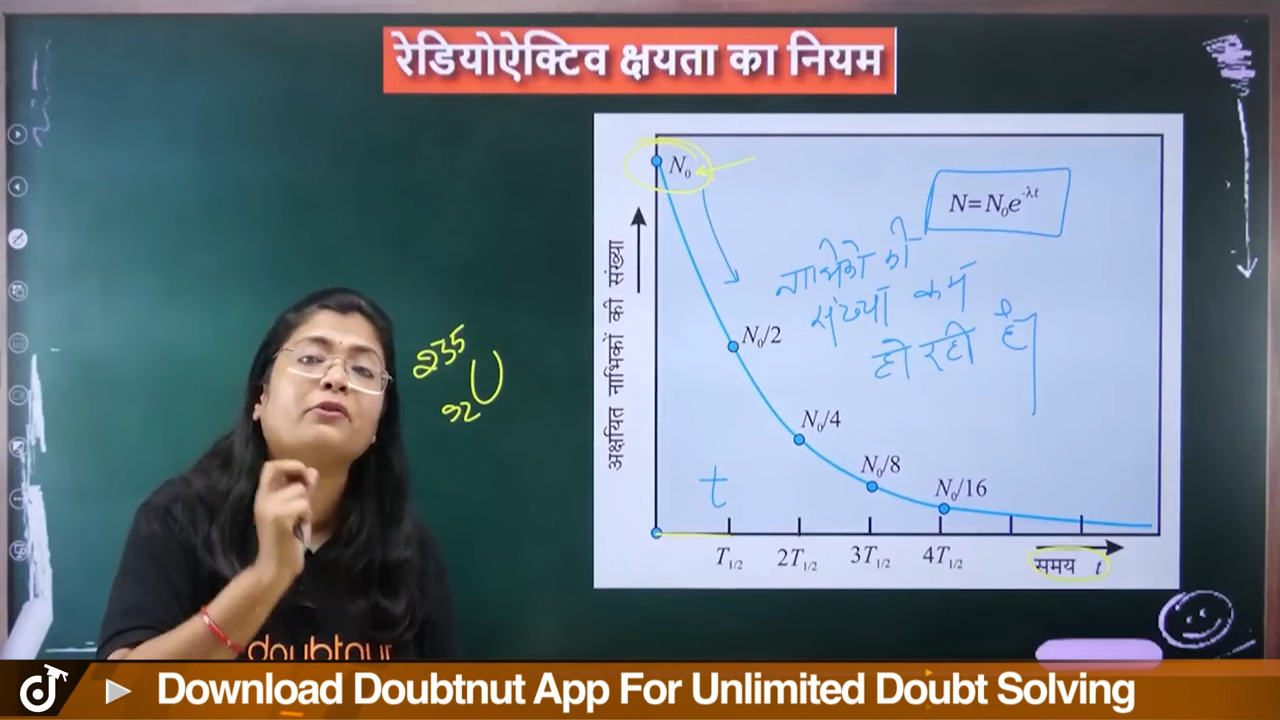 रेडियोऐक्टिव क्षयता का नियम
N₀
N=N₀e^-λt
नाभिको की
संख्या कम
हो रही है।
अक्षयित नाभिकों की संख्या
N₀/2
N₀/4
N₀/8
N₀/16
t
T1/2 2T1/2 3T1/2 4T1/2
समय t
235
U
92
doubtnut
Download Doubtnut App For Unlimited Doubt Solving